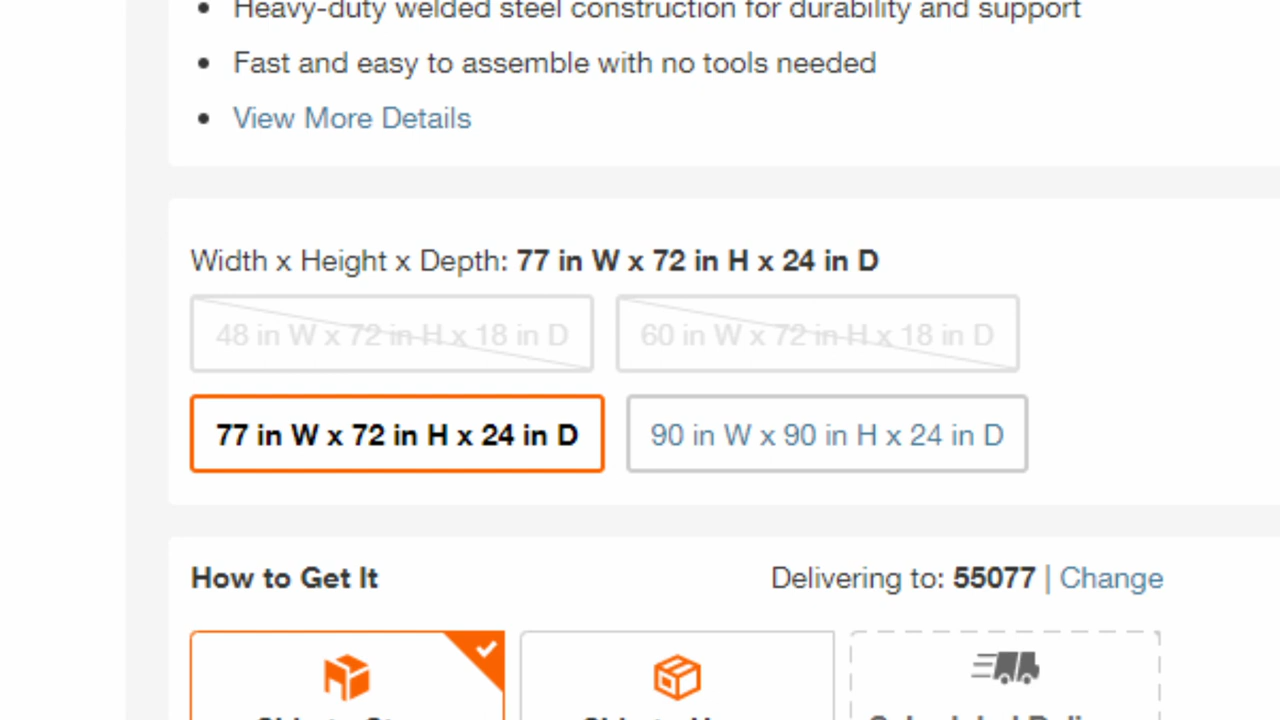 Heavy-duty welded steel construction for durability and support
Fast and easy to assemble with no tools needed
View More Details
Width x Height x Depth: 77 in W x 72 in H x 24 in D
48 in W x 72 in H x 18 in D
60 in W x 72 in H x 18 in D
77 in W x 72 in H x 24 in D
90 in W x 90 in H x 24 in D
How to Get It
Delivering to: 55077 | Change